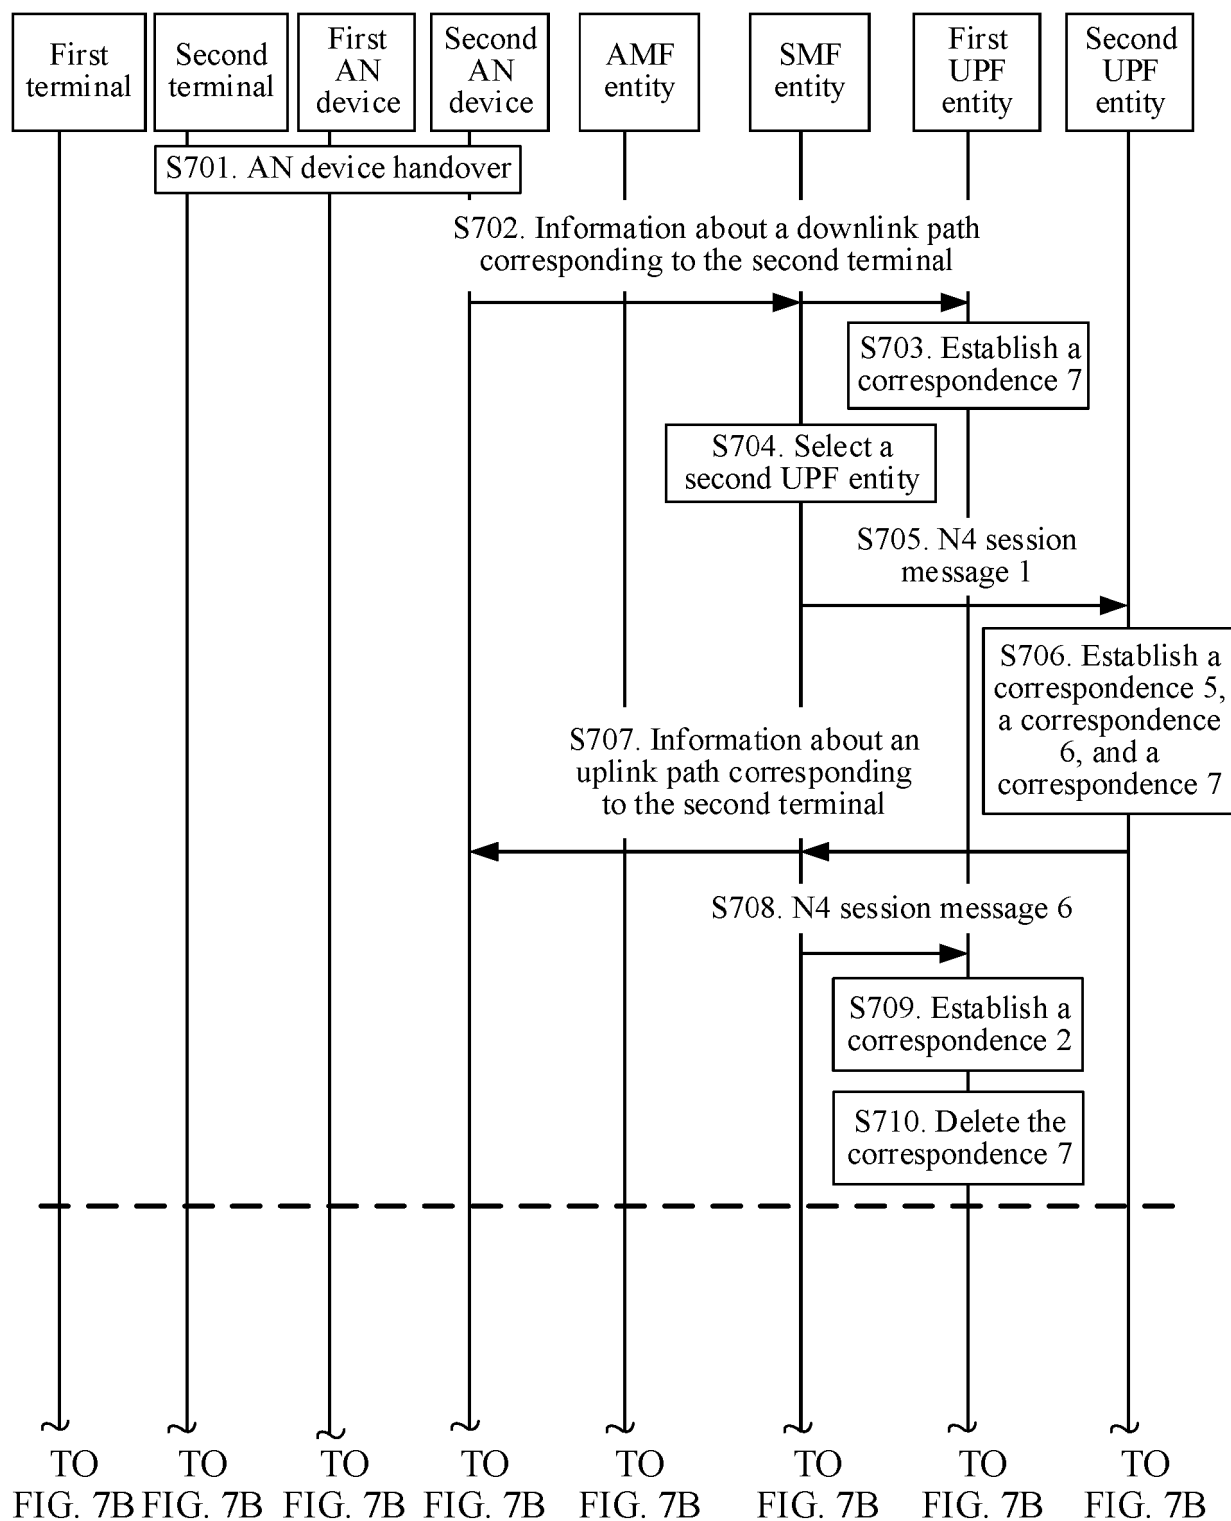 First
terminal
Second
terminal
First
AN
device
Second
AN
device
AMF
entity
SMF
entity
First
UPF
entity
Second
UPF
entity
S701. AN device handover
S702. Information about a downlink path
corresponding to the second terminal
S703. Establish a
correspondence 7
S704. Select a
second UPF entity
S705. N4 session
message 1
S706. Establish a
correspondence 5,
a correspondence
6, and a
correspondence 7
S707. Information about an
uplink path corresponding
to the second terminal
S708. N4 session message 6
S709. Establish a
correspondence 2
S710. Delete the
correspondence 7
TO
FIG. 7B
TO
FIG. 7B
TO
FIG. 7B
TO
FIG. 7B
TO
FIG. 7B
TO
FIG. 7B
TO
FIG. 7B
TO
FIG. 7B